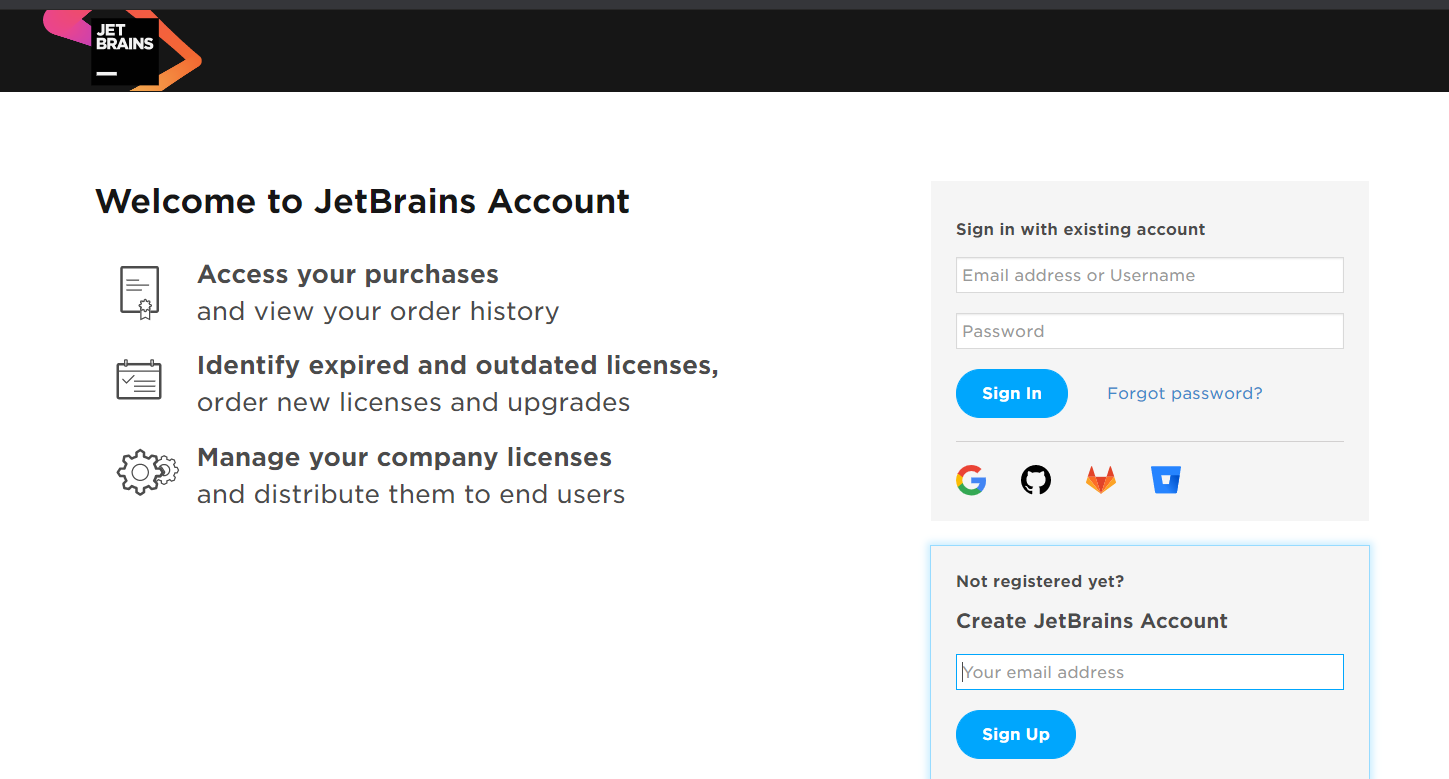 JET
BRAINS
Welcome to JetBrains Account
Access your purchases
and view your order history
Identify expired and outdated licenses,
order new licenses and upgrades
Manage your company licenses
and distribute them to end users
Sign in with existing account
Email address or Username
Password
Sign In
Forgot password?
Not registered yet?
Create JetBrains Account
Your email address
Sign Up